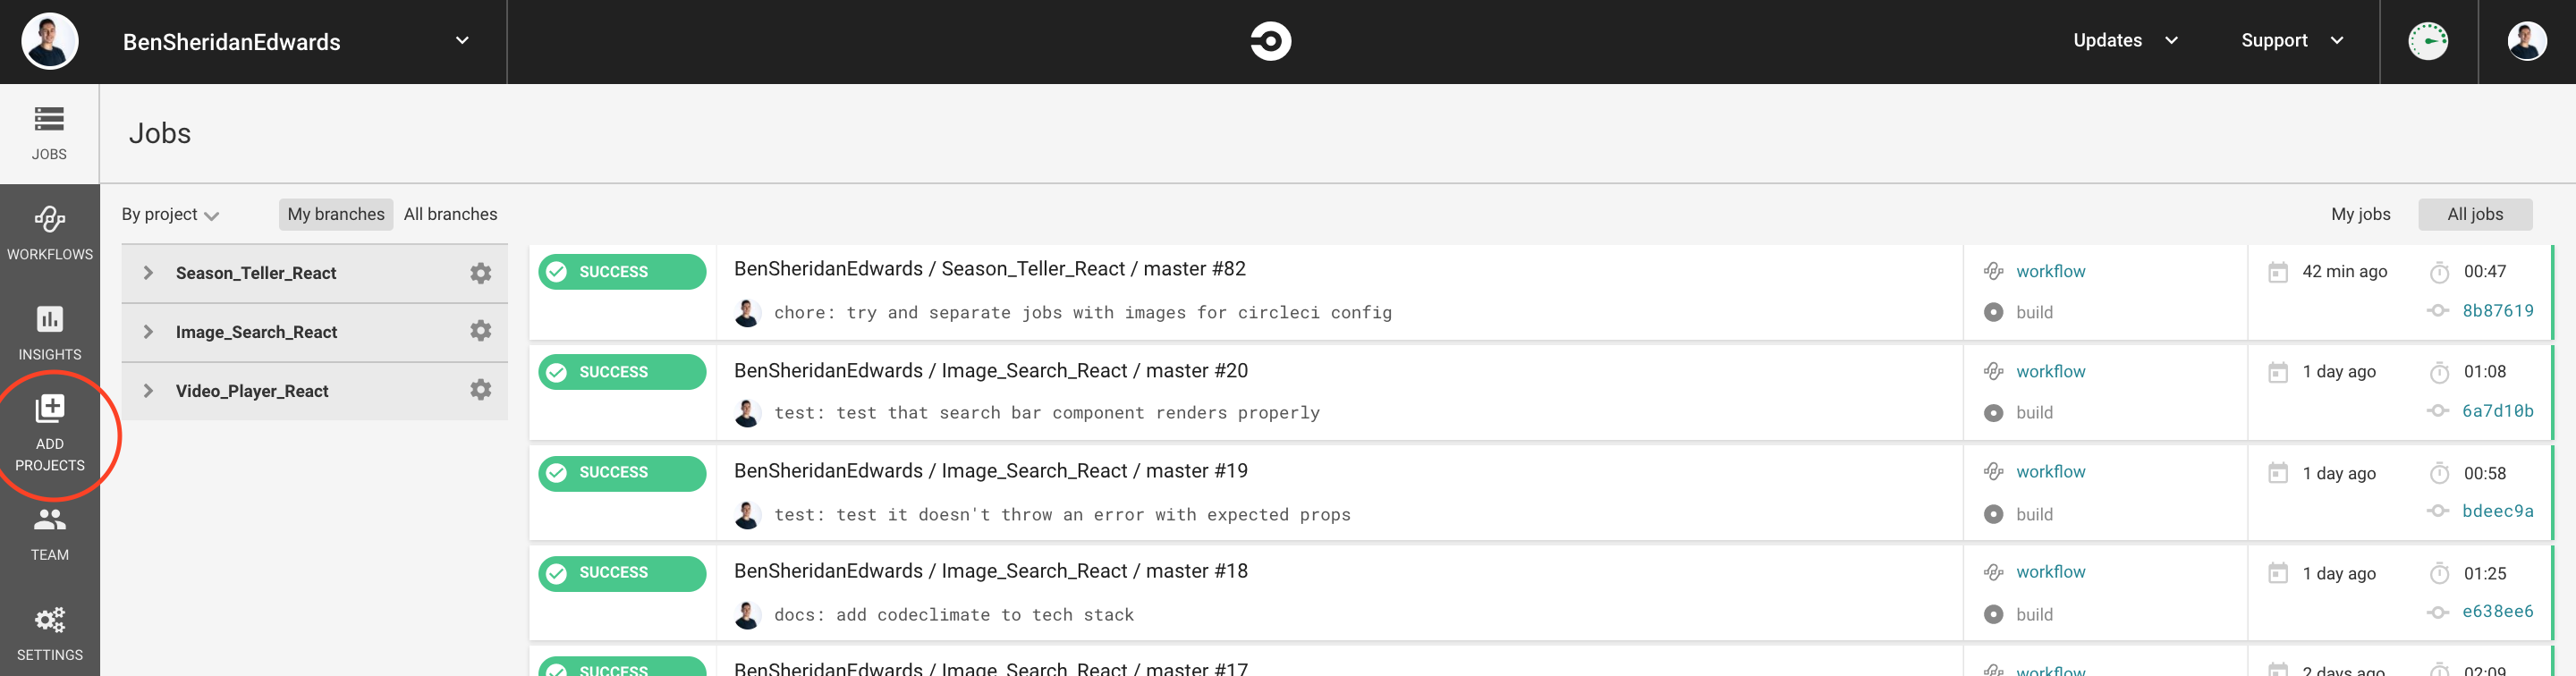 BenSheridanEdwards
Updates
Support
JOBS
WORKFLOWS
INSIGHTS
ADD
PROJECTS
TEAM
SETTINGS
Jobs
By project
My branches
All branches
My jobs
All jobs
Season_Teller_React
Image_Search_React
Video_Player_React
SUCCESS
BenSheridanEdwards / Season_Teller_React / master #82
chore: try and separate jobs with images for circleci config
workflow
build
42 min ago
00:47
8b87619
SUCCESS
BenSheridanEdwards / Image_Search_React / master #20
test: test that search bar component renders properly
workflow
build
1 day ago
01:08
6a7d10b
SUCCESS
BenSheridanEdwards / Image_Search_React / master #19
test: test it doesn't throw an error with expected props
workflow
build
1 day ago
00:58
bdeec9a
SUCCESS
BenSheridanEdwards / Image_Search_React / master #18
docs: add codeclimate to tech stack
workflow
build
1 day ago
01:25
e638ee6
SUCCESS
BenSheridanEdwards / Image_Search_React / master #17
workflow
2 days ago
02:09